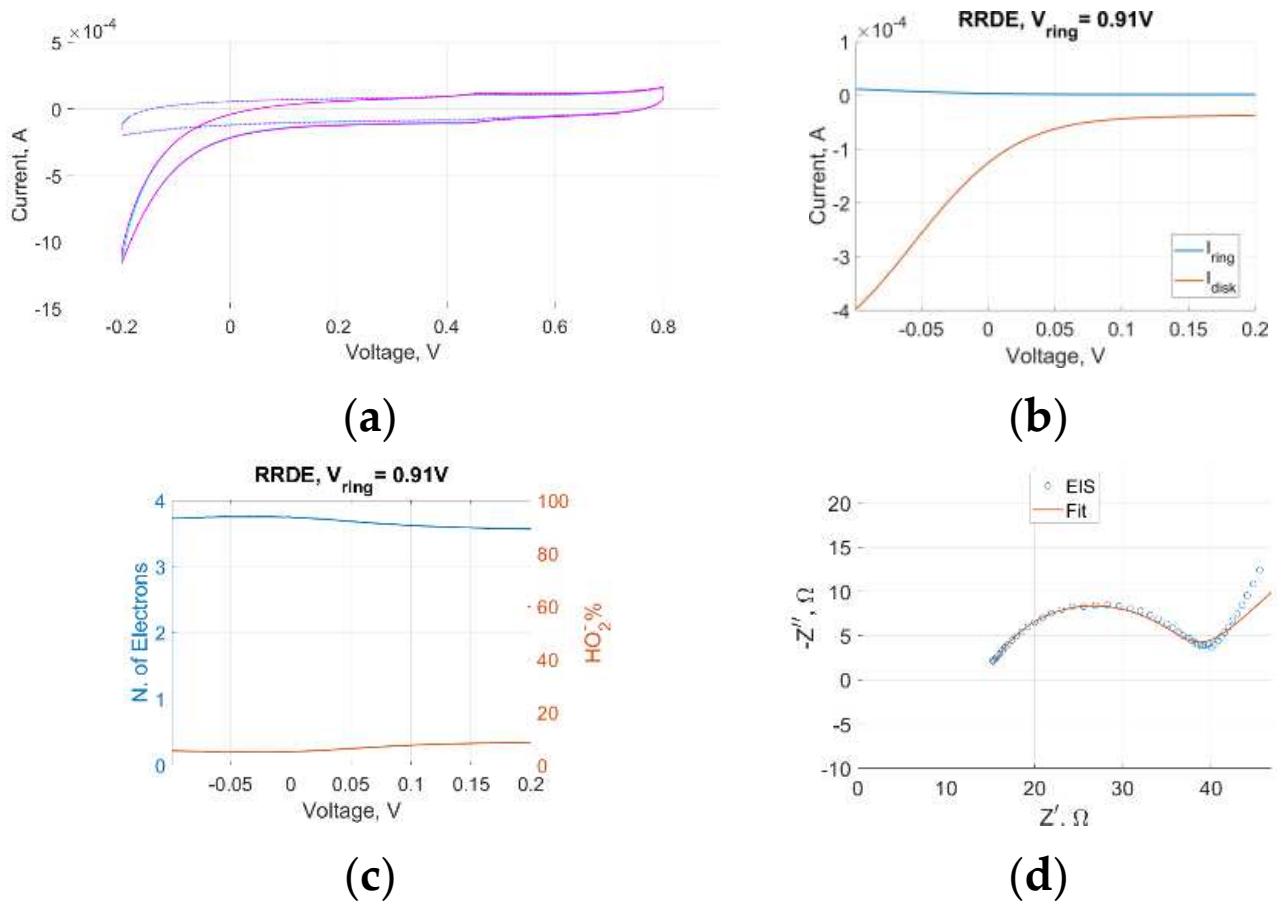 ×10⁻⁴
5
0
-5
-10
-15
Current, A
-0.2 0 0.2 0.4 0.6 0.8
Voltage, V
(a)
RRDE, Vring = 0.91V
×10⁻⁴
1
0
-1
-2
-3
-4
Current, A
Iring
Idisk
-0.05 0 0.05 0.1 0.15 0.2
Voltage, V
(b)
RRDE, Vring = 0.91V
4
3
2
1
0
N. of Electrons
100
80
60
40
20
0
HO₂⁻%
-0.05 0 0.05 0.1 0.15 0.2
Voltage, V
(c)
EIS
Fit
20
15
10
5
0
-5
-10
-Z″, Ω
0 10 20 30 40
Z′, Ω
(d)